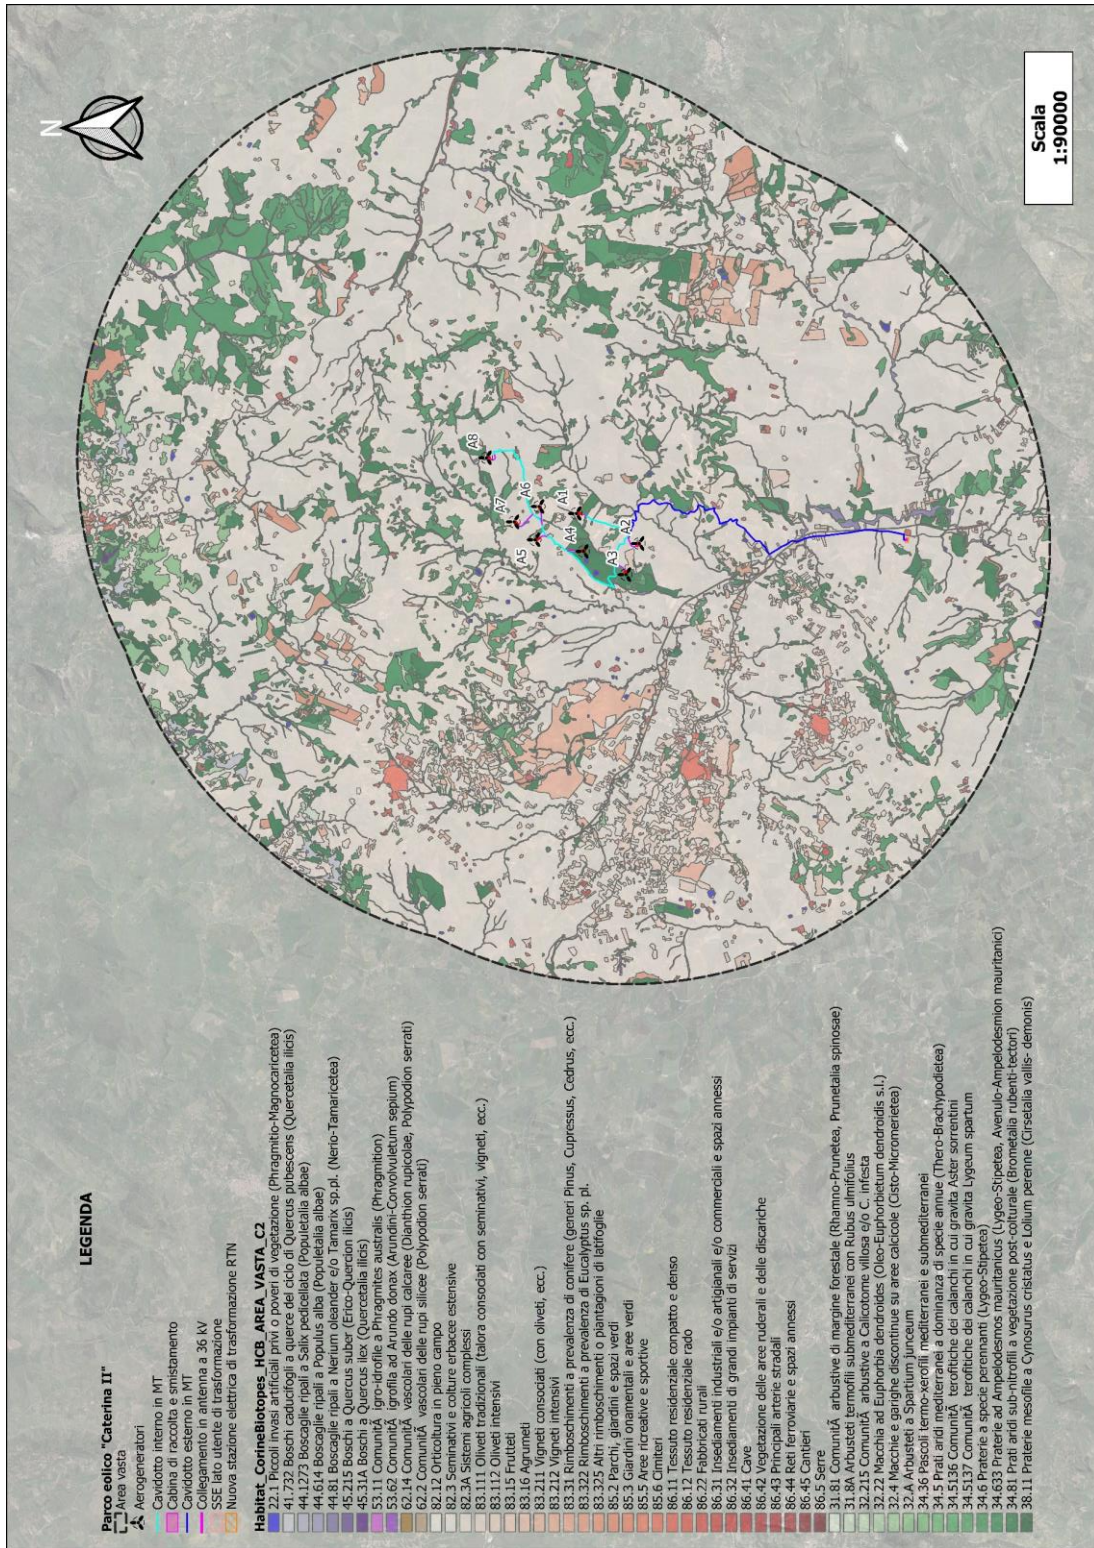 LEGENDA
Parco eolico "Caterina II"
Area vasta
Aerogeneratori
Cavidotto interno in MT
Cabina di raccolta e smistamento
Cavidotto esterno in MT
Collegamento in antenna a 36 kV
SSE lato utente di trasformazione
Nuova stazione elettrica di trasformazione RTN
Habitat_CorineBiotopes_HCB_AREA_VASTA_C2
22.1 Piccoli invasi artificiali privi o poveri di vegetazione (Phragmitio-Magnocaricetea)
41.732 Boschi caducifogli a querce del ciclo di Quercus pubescens (Quercetalia ilicis)
44.1273 Boscaglie ripali a Salix pedicellata (Populetalia albae)
44.614 Boscaglie ripali a Populus alba (Populetalia albae)
44.81 Boscaglie ripali a Nerium oleander e/o Tamarix sp.pl. (Nerio-Tamaricetea)
45.215 Boschi a Quercus suber (Erico-Quercion ilicis)
45.31A Boschi a Quercus ilex (Quercetalia ilicis)
53.11 ComunitÃ igro-idrofile a Phragmites australis (Phragmition)
53.62 ComunitÃ igrofila ad Arundo donax (Arundini-Convolvuletum sepium)
62.14 ComunitÃ vascolari delle rupi calcaree (Dianthion rupicolae, Polypodion serrati)
62.2 ComunitÃ vascolari delle rupi silicee (Polypodion serrati)
82.12 Orticoltura in pieno campo
82.3 Seminativi e colture erbacee estensive
82.3A Sistemi agricoli complessi
83.111 Oliveti tradizionali (talora consociati con seminativi, vigneti, ecc.)
83.112 Oliveti intensivi
83.15 Frutteti
83.16 Agrumeti
83.211 Vigneti consociati (con oliveti, ecc.)
83.212 Vigneti intensivi
83.31 Rimboschimenti a prevalenza di conifere (generi Pinus, Cupressus, Cedrus, ecc.)
83.322 Rimboschimenti a prevalenza di Eucalyptus sp. pl.
83.325 Altri rimboschimenti o piantagioni di latifoglie
85.2 Parchi, giardini e spazi verdi
85.3 Giardini ornamentali e aree verdi
85.5 Aree ricreative e sportive
85.6 Cimiteri
86.11 Tessuto residenziale compatto e denso
86.12 Tessuto residenziale rado
86.22 Fabbricati rurali
86.31 Insediamenti industriali e/o artigianali e/o commerciali e spazi annessi
86.32 Insediamenti di grandi impianti di servizi
86.41 Cave
86.42 Vegetazione delle aree ruderali e delle discariche
86.43 Principali arterie stradali
86.44 Reti ferroviarie e spazi annessi
86.45 Cantieri
86.5 Serre
31.81 ComunitÃ arbustive di margine forestale (Rhamno-Prunetea, Prunetalia spinosae)
31.8A Arbusteti termofili submediterranei con Rubus ulmifolius
32.215 ComunitÃ arbustive a Calicotome villosa e/o C. infesta
32.22 Macchia ad Euphorbia dendroides (Oleo-Euphorbietum dendroidis s.l.)
32.4 Macchie e garighe discontinue su aree calcicole (Cisto-Micromerietea)
32.A Arbusteti a Spartium junceum
34.36 Pascoli termo-xerofili mediterranei e submediterranei
34.5 Prati aridi mediterranei a dominanza di specie annue (Thero-Brachypodietea)
34.5136 ComunitÃ terofitiche dei calanchi in cui gravita Aster sorrentini
34.5137 ComunitÃ terofitiche dei calanchi in cui gravita Lygeum spartum
34.6 Praterie a specie perennanti (Lygeo-Stipetea)
34.633 Praterie ad Ampelodesmos mauritanicus (Lygeo-Stipetea, Avenulo-Ampelodesmion mauritanici)
34.81 Prati aridi sub-nitrofili a vegetazione post-colturale (Brometalia rubenti-tectori)
38.11 Praterie mesofile a Cynosurus cristatus e Lolium perenne (Cirsetalia vallis- demonis)
N
A8
A7
A6
A5
A1
A4
A2
A3
Scala
1:90000